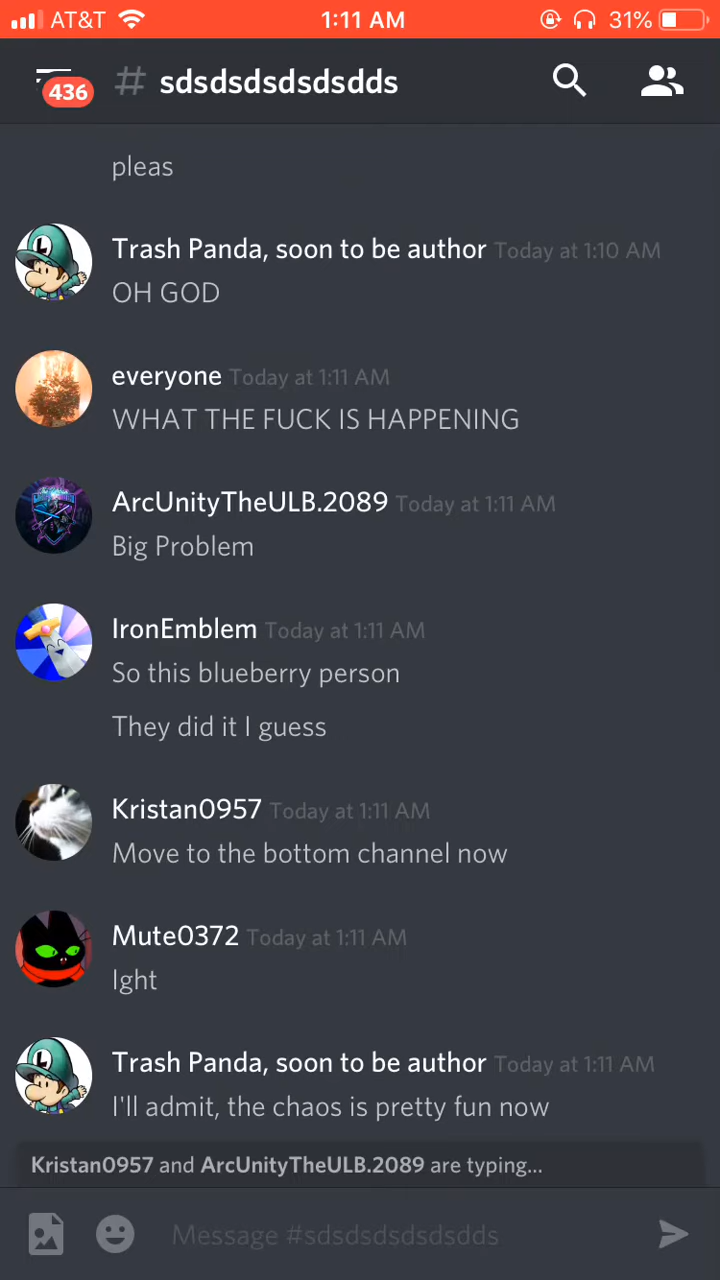 AT&T 1:11 AM 31%
436 # sdsdsdsdsdsdds
pleas
Trash Panda, soon to be author Today at 1:10 AM
OH GOD
everyone Today at 1:11 AM
WHAT THE FUCK IS HAPPENING
ArcUnityTheULB.2089 Today at 1:11 AM
Big Problem
IronEmblem Today at 1:11 AM
So this blueberry person
They did it I guess
Kristan0957 Today at 1:11 AM
Move to the bottom channel now
Mute0372 Today at 1:11 AM
Ight
Trash Panda, soon to be author Today at 1:11 AM
I'll admit, the chaos is pretty fun now
Kristan0957 and ArcUnityTheULB.2089 are typing...
Message #sdsdsdsdsdsdds